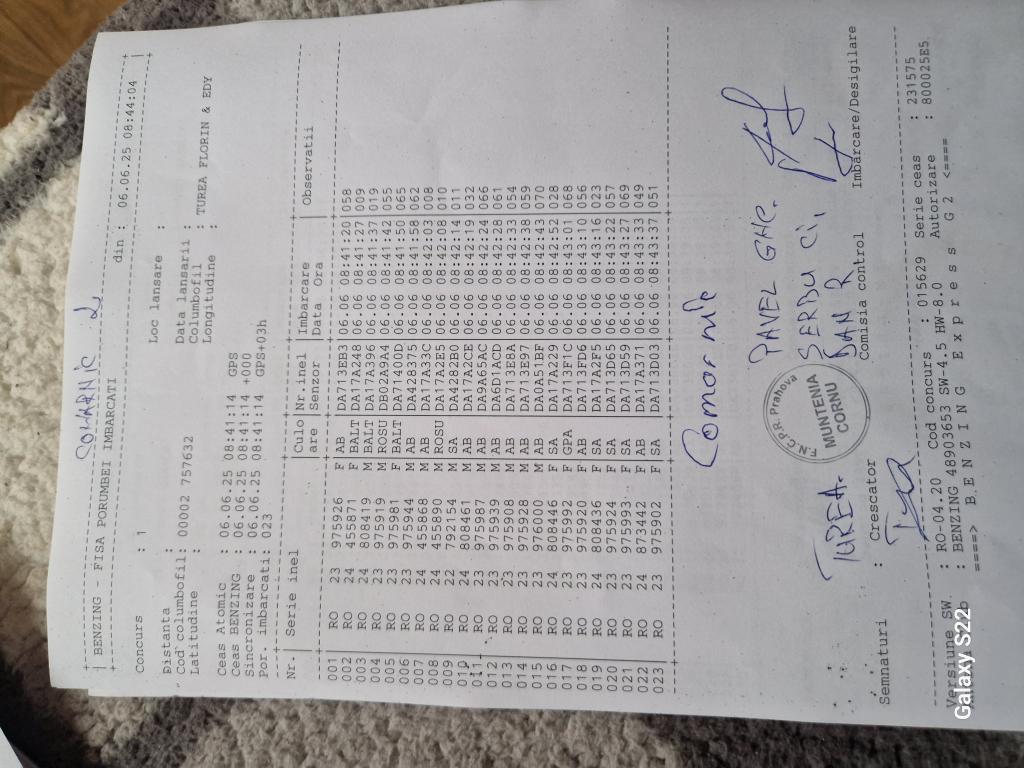 COMARNIC 2
| BENZING - FISA PORUMBEI IMBARCATI din : 06.06.25 08:44:04 |
Concurs : 1
Loc lansare :
Distanta :
Data lansarii :
Cod columbofil : 00002 757632
Columbofil : TUREA FLORIN & EDY
Latitudine :
Longitudine :
Ceas Atomic : 06.06.25 08:41:14 GPS
Ceas BENZING : 06.06.25 08:41:14 +000
Sincronizare : 06.06.25 08:41:14 GPS+03h
Por. imbarcati: 023
Nr.| Serie inel |Culo|Nr.inel |Imbarcare | Observatii
| |are |Senzor |Data Ora |
001 RO 23 975926 F AB DA713EB3 06.06 08:41:20 058
002 RO 24 455871 F BALT DA17A248 06.06 08:41:27 009
003 RO 24 808419 M BALT DA17A396 06.06 08:41:37 019
004 RO 23 975919 M ROSU DB02A9A4 06.06 08:41:42 055
005 RO 23 975981 F BALT DA71400D 06.06 08:41:50 065
006 RO 23 975944 M AB DA428375 06.06 08:41:58 062
007 RO 24 455868 M AB DA17A33C 06.06 08:42:03 008
008 RO 24 455890 M ROSU DA17A2E5 06.06 08:42:08 010
009 RO 22 792154 M SA DA4282B0 06.06 08:42:14 011
010 RO 24 808461 M AB DA17A2CE 06.06 08:42:19 032
011 RO 23 975987 M AB DA9A65AC 06.06 08:42:24 066
012 RO 23 975939 M AB DA6D1ACD 06.06 08:42:28 061
013 RO 23 975908 M AB DA713E8A 06.06 08:42:33 054
014 RO 23 975928 M AB DA713E97 06.06 08:42:38 059
015 RO 23 976000 M AB DA0A51BF 06.06 08:42:43 070
016 RO 24 808446 F SA DA17A229 06.06 08:42:52 028
017 RO 23 975992 F GPA DA713F1C 06.06 08:43:01 068
018 RO 23 975920 F AB DA713FD6 06.06 08:43:10 056
019 RO 24 808436 F SA DA17A2F5 06.06 08:43:16 023
020 RO 23 975924 F SA DA713D65 06.06 08:43:22 057
021 RO 23 975993 F SA DA713D59 06.06 08:43:27 069
022 RO 24 873442 F AB DA17A371 06.06 08:43:33 049
023 RO 23 975902 F SA DA713D03 06.06 08:43:37 051
Comarnic
PAVEL GHE.
F.N.C.P.R. Prahova
MUNTENIA
CORNU
SERBU CI,
TUREA.
DAN R
Semnaturi : Crescator Comisia control Imbarcare/Desigilare
Versiune SW : RO-04.20 Cod concurs : 015629 Serie ceas : 231575
: BENZING 48903653 SW-4.5 HW-8.0 Autorizare : 800025E5
====> B E N Z I N G E x p r e s s G 2 <====
Galaxy S22